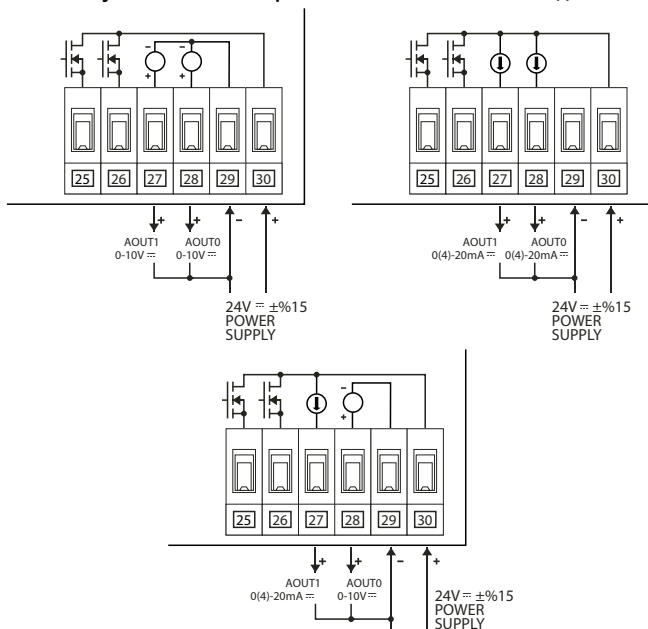 25 26 27 28 29 30
+ + - +
AOUT1 AOUT0
0-10V ⎓ 0-10V ⎓
24V ⎓ ±%15
POWER
SUPPLY
25 26 27 28 29 30
+ + - +
AOUT1 AOUT0
0(4)-20mA ⎓ 0(4)-20mA ⎓
24V ⎓ ±%15
POWER
SUPPLY
25 26 27 28 29 30
+ + - +
AOUT1 AOUT0
0(4)-20mA ⎓ 0-10V ⎓
24V ⎓ ±%15
POWER
SUPPLY